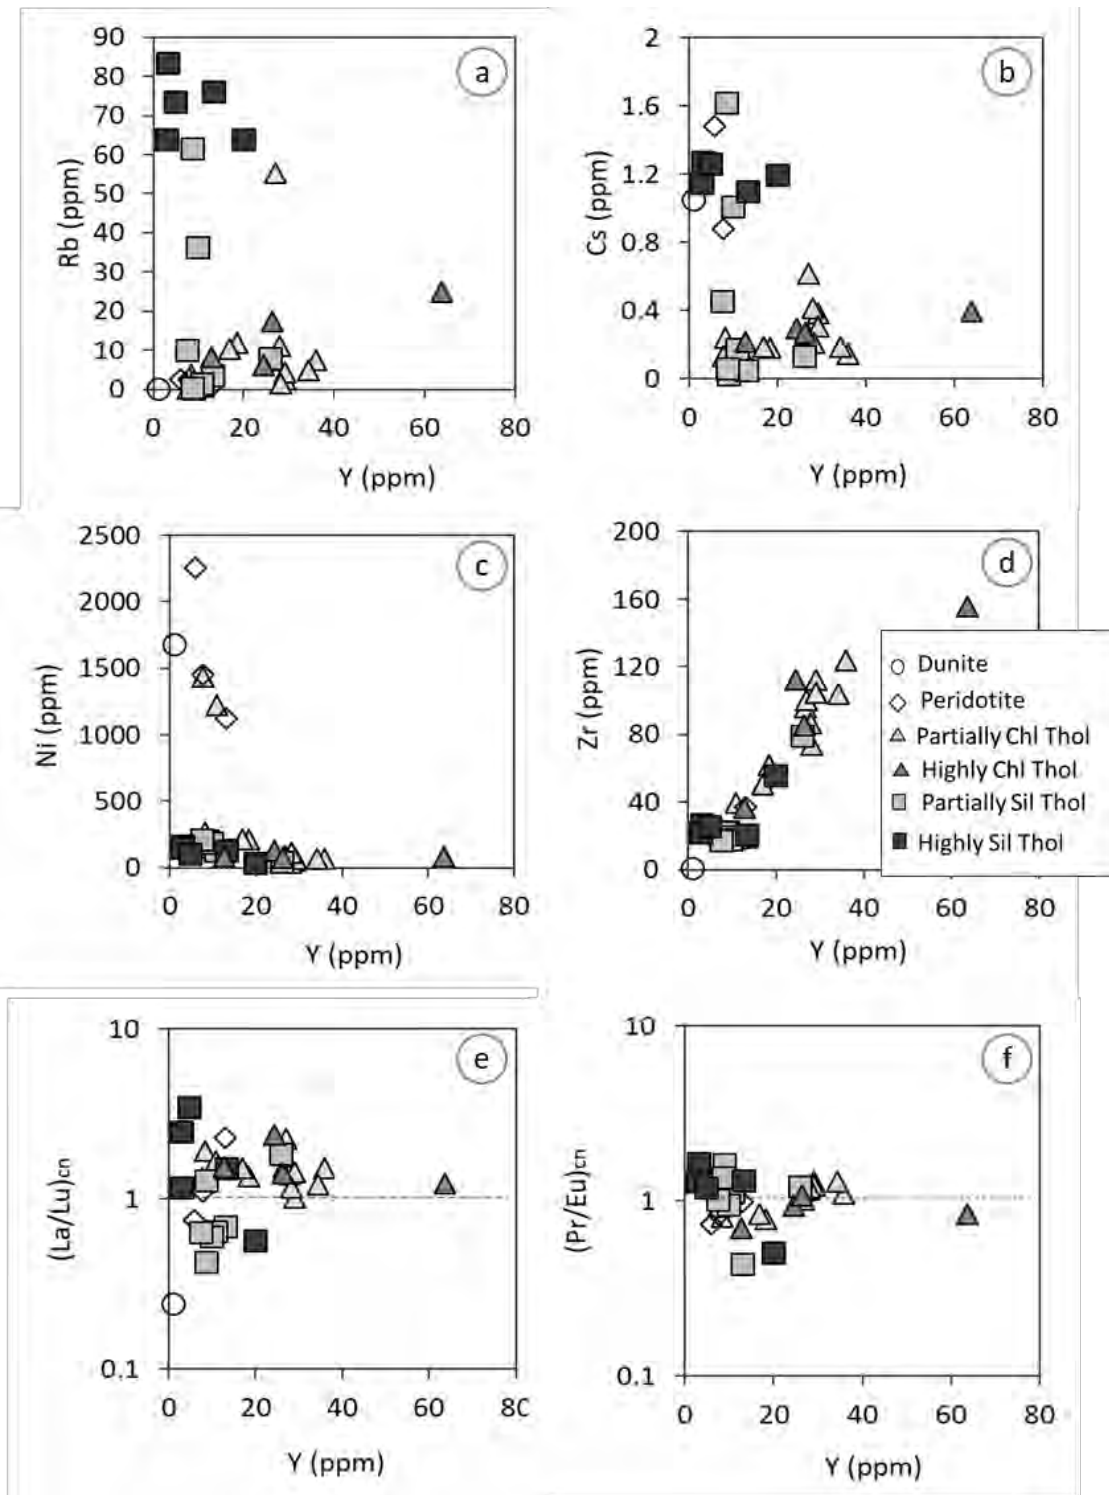 a
90
80
70
60
50
40
30
20
10
0
Rb (ppm)
0 20 40 60 80
Y (ppm)
b
2
1.6
1.2
0.8
0.4
0
Cs (ppm)
0 20 40 60 80
Y (ppm)
c
2500
2000
1500
1000
500
0
Ni (ppm)
0 20 40 60 80
Y (ppm)
d
200
160
120
80
40
0
Zr (ppm)
0 20 40 60 80
Y (ppm)
Dunite
Peridotite
Partially Chl Thol
Highly Chl Thol
Partially Sil Thol
Highly Sil Thol
e
10
1
0.1
(La/Lu)cn
0 20 40 60 80
Y (ppm)
f
10
1
0.1
(Pr/Eu)cn
0 20 40 60 80
Y (ppm)